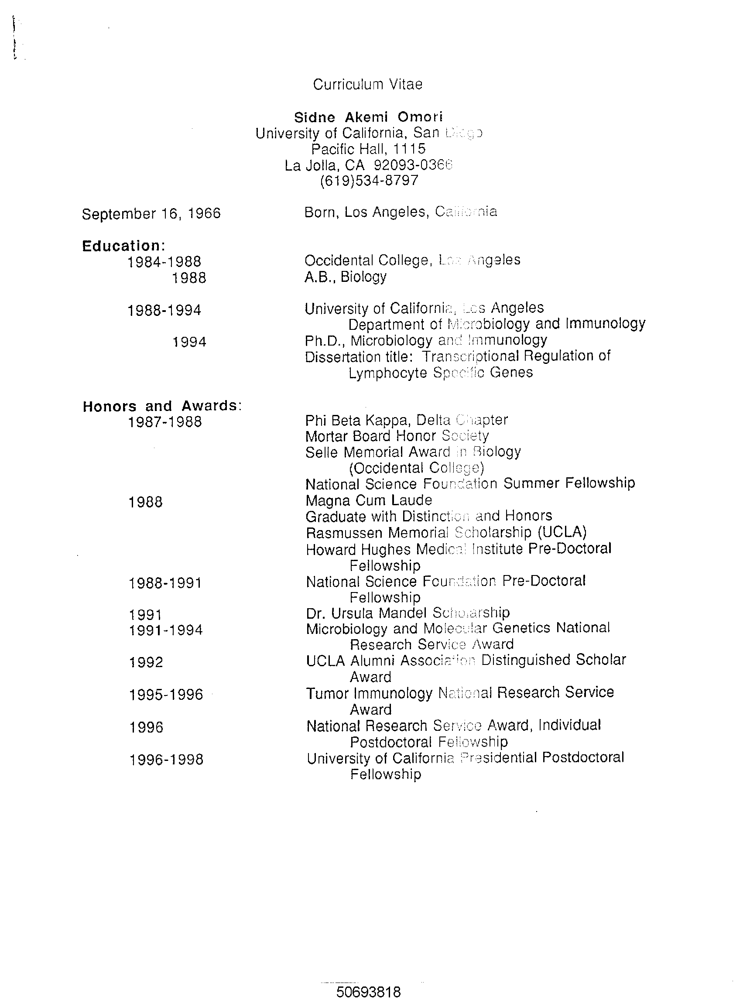 Curriculum Vitae
Sidne Akemi Omori
University of California, San Diego
Pacific Hall, 1115
La Jolla, CA 92093-0366
(619)534-8797
September 16, 1966 Born, Los Angeles, California
Education:
1984-1988 Occidental College, Los Angeles
1988 A.B., Biology
1988-1994 University of California, Los Angeles
Department of Microbiology and Immunology
1994 Ph.D., Microbiology and Immunology
Dissertation title: Transcriptional Regulation of
Lymphocyte Specific Genes
Honors and Awards:
1987-1988 Phi Beta Kappa, Delta Chapter
Mortar Board Honor Society
Selle Memorial Award in Biology
(Occidental College)
National Science Foundation Summer Fellowship
1988 Magna Cum Laude
Graduate with Distinction and Honors
Rasmussen Memorial Scholarship (UCLA)
Howard Hughes Medical Institute Pre-Doctoral
Fellowship
1988-1991 National Science Foundation Pre-Doctoral
Fellowship
1991 Dr. Ursula Mandel Scholarship
1991-1994 Microbiology and Molecular Genetics National
Research Service Award
1992 UCLA Alumni Association Distinguished Scholar
Award
1995-1996 Tumor Immunology National Research Service
Award
1996 National Research Service Award, Individual
Postdoctoral Fellowship
1996-1998 University of California Presidential Postdoctoral
Fellowship
50693818